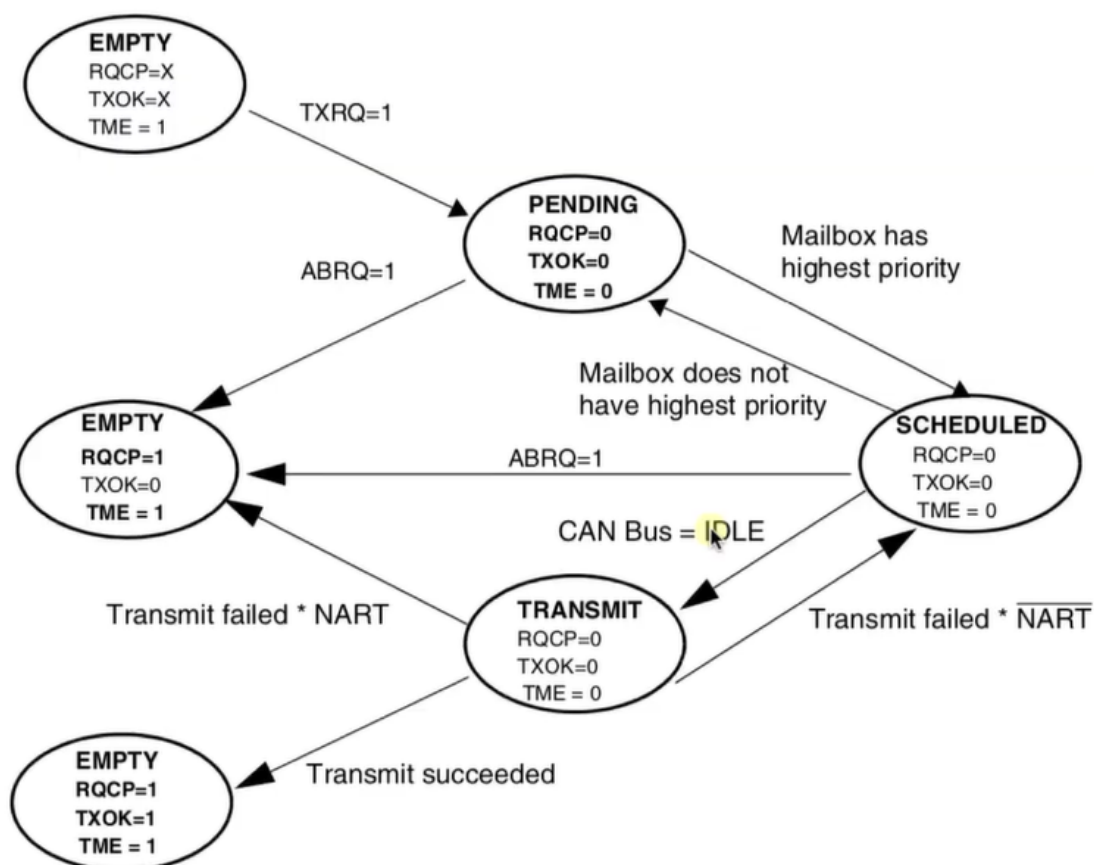 EMPTY
RQCP=X
TXOK=X
TME = 1
TXRQ=1
PENDING
RQCP=0
TXOK=0
TME = 0
Mailbox has
highest priority
ABRQ=1
Mailbox does not
have highest priority
EMPTY
RQCP=1
TXOK=0
TME = 1
SCHEDULED
RQCP=0
TXOK=0
TME = 0
ABRQ=1
CAN Bus = IDLE
Transmit failed * NART
TRANSMIT
RQCP=0
TXOK=0
TME = 0
Transmit failed * N̅A̅R̅T̅
EMPTY
RQCP=1
TXOK=1
TME = 1
Transmit succeeded